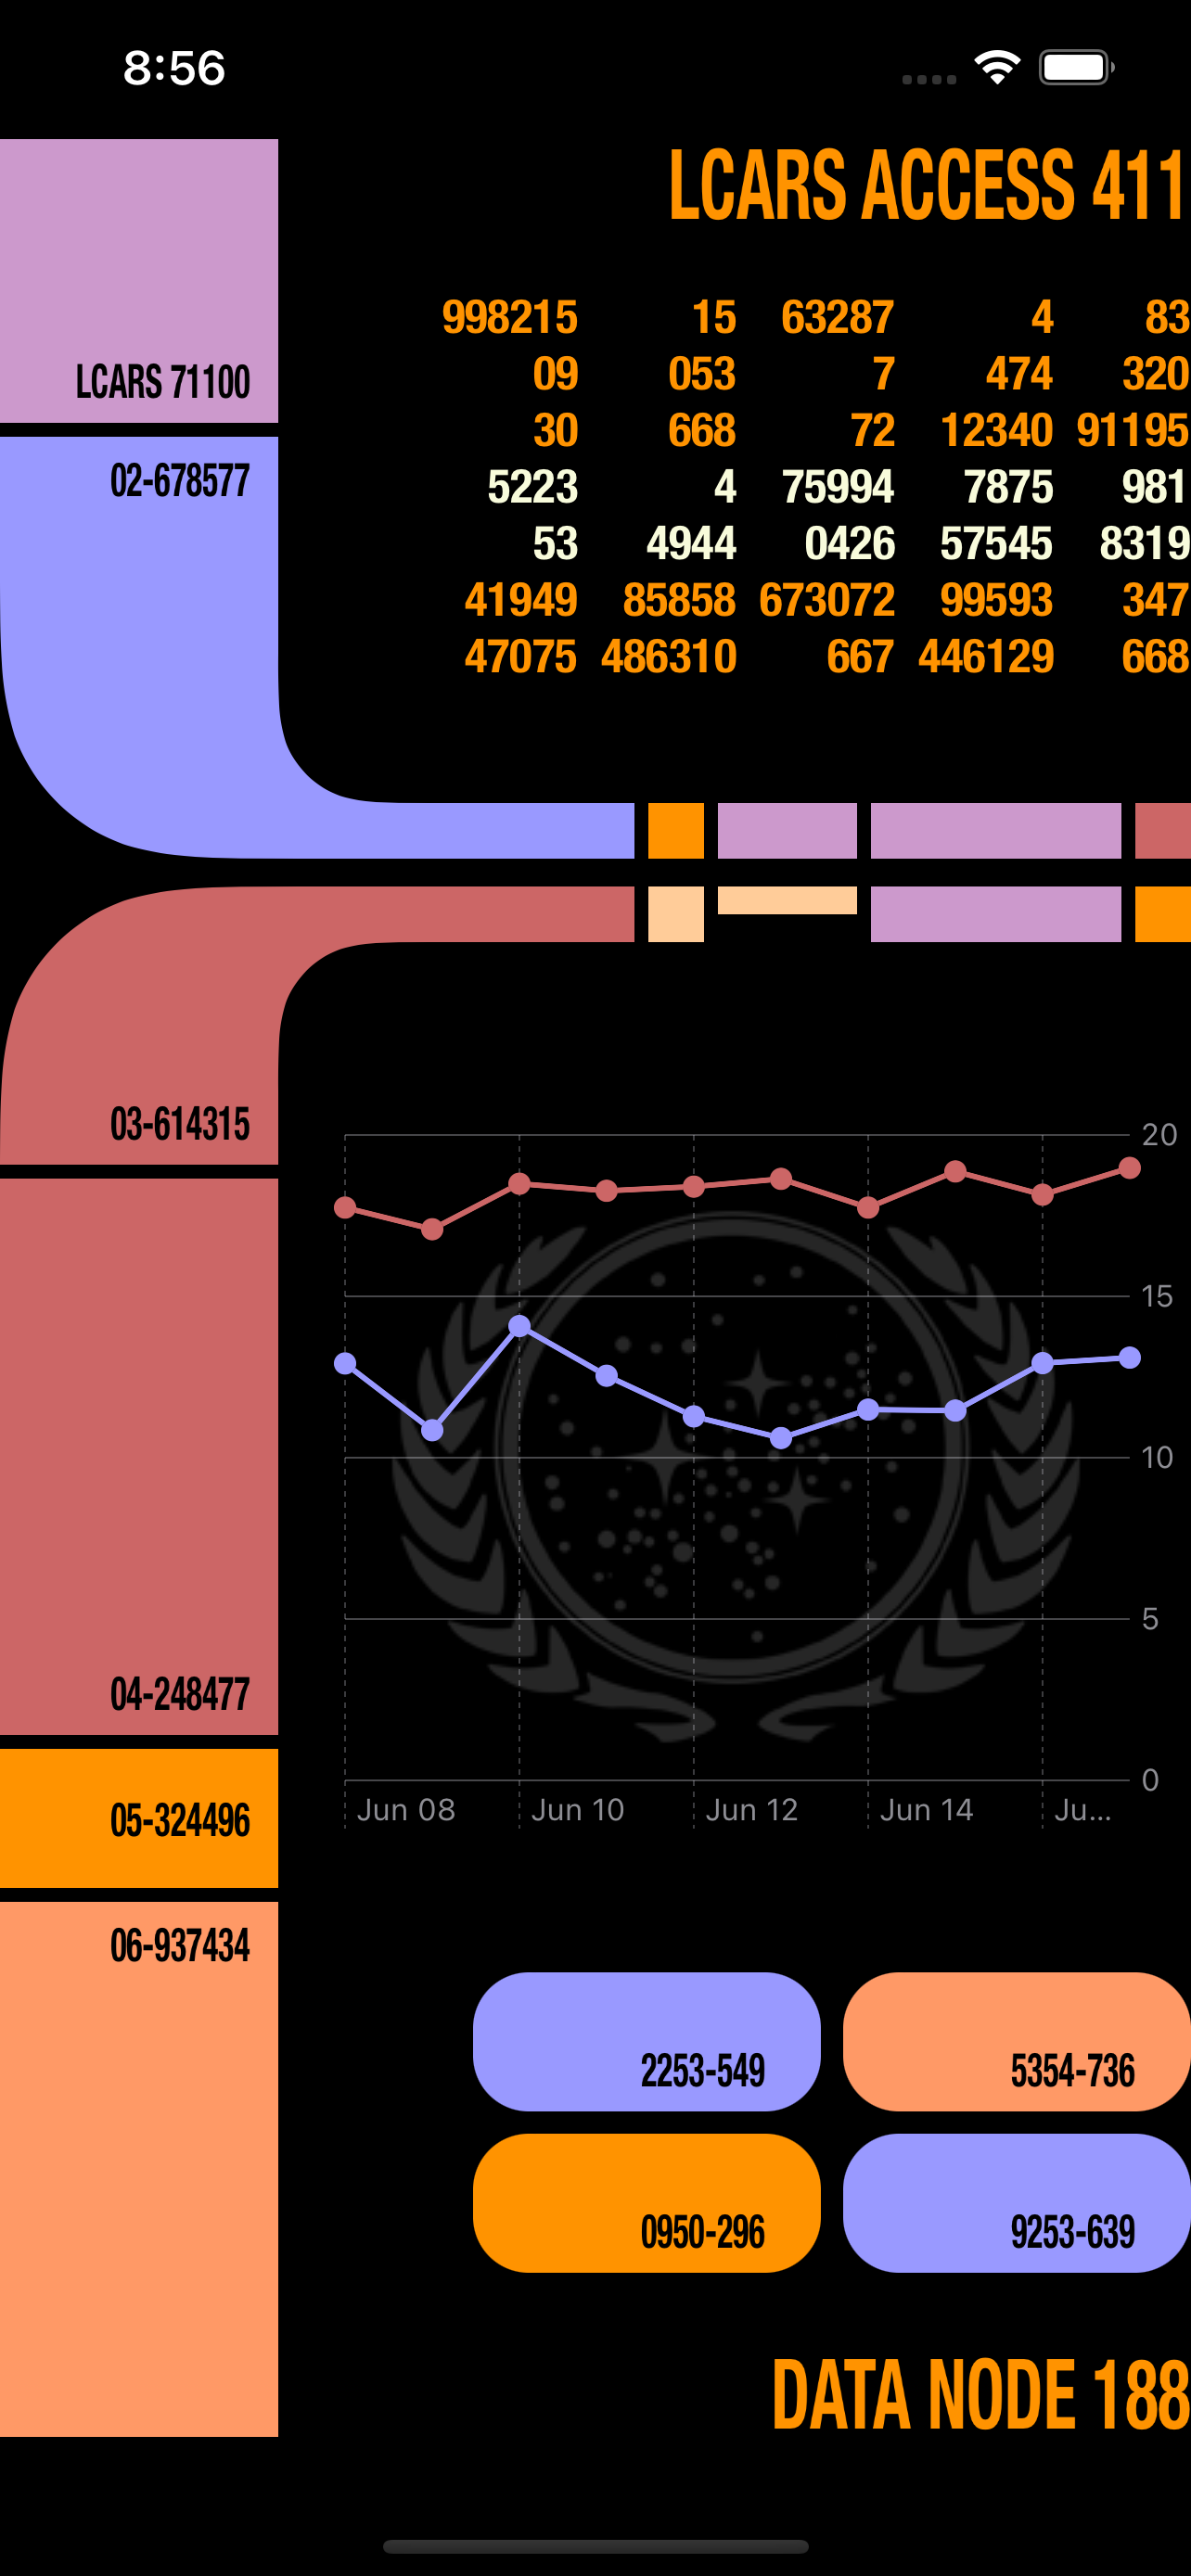 8:56
LCARS ACCESS 411
LCARS 71100
998215 15 63287 4 83
09 053 7 474 320
30 668 72 12340 91195
02-678577
5223 4 75994 7875 981
53 4944 0426 57545 8319
41949 85858 673072 99593 347
47075 486310 667 446129 668
03-614315
20
15
10
5
0
Jun 08 Jun 10 Jun 12 Jun 14 Ju...
04-248477
05-324496
06-937434
2253-549 5354-736
0950-296 9253-639
DATA NODE 188